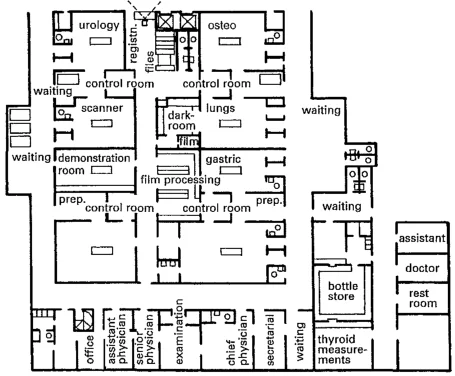 urology
registn.
files
osteo
control room
control room
waiting
scanner
lungs
waiting
dark-
room
film
waiting
demonstration
room
gastric
film processing
prep.
prep.
control room
control room
waiting
assistant
doctor
rest
room
bottle
store
office
assistant
physician
senior
physician
examination
chief
physician
secretarial
waiting
thyroid
measure-
ments